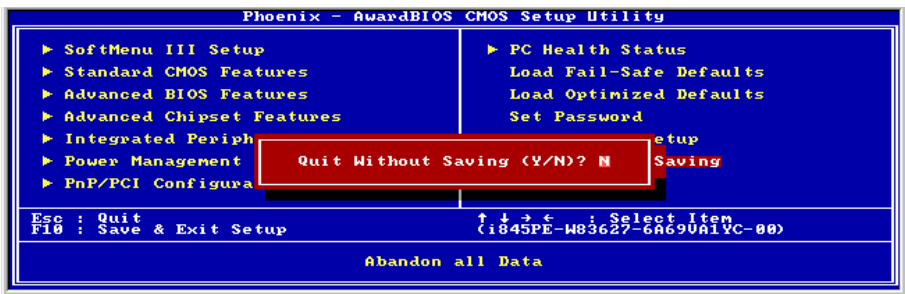 Phoenix - AwardBIOS CMOS Setup Utility
SoftMenu III Setup
Standard CMOS Features
Advanced BIOS Features
Advanced Chipset Features
Integrated Periph
Power Management
PnP/PCI Configura
PC Health Status
Load Fail-Safe Defaults
Load Optimized Defaults
Set Password
etup
Saving
Quit Without Saving (Y/N)? N
Esc : Quit
F10 : Save & Exit Setup
↑ ↓ → ← : Select Item
(i845PE-W83627-6A69VA1YC-00)
Abandon all Data